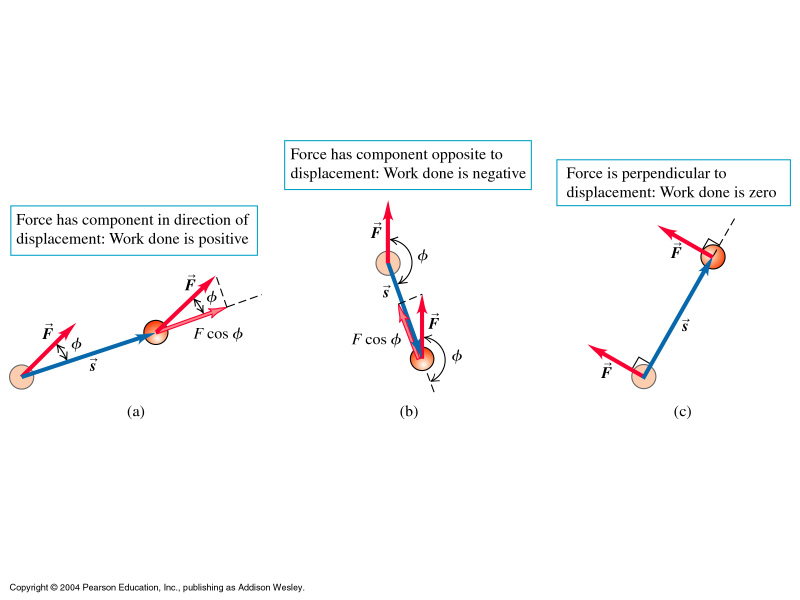 Force has component opposite to
displacement: Work done is negative
Force is perpendicular to
displacement: Work done is zero
Force has component in direction of
displacement: Work done is positive
F⃗
ϕ
s⃗
F⃗
ϕ
F cos ϕ
(a)
F⃗
ϕ
s⃗
F⃗
F cos ϕ
ϕ
(b)
F⃗
s⃗
F⃗
(c)
Copyright © 2004 Pearson Education, Inc., publishing as Addison Wesley.